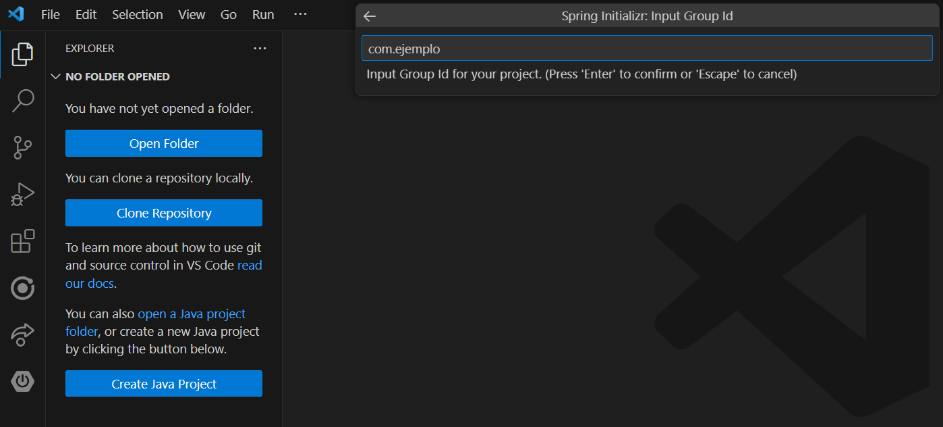 File Edit Selection View Go Run ···
Spring Initializr: Input Group Id
com.ejemplo
Input Group Id for your project. (Press 'Enter' to confirm or 'Escape' to cancel)
EXPLORER ···
NO FOLDER OPENED
You have not yet opened a folder.
Open Folder
You can clone a repository locally.
Clone Repository
To learn more about how to use git
and source control in VS Code read
our docs.
You can also open a Java project
folder, or create a new Java project
by clicking the button below.
Create Java Project